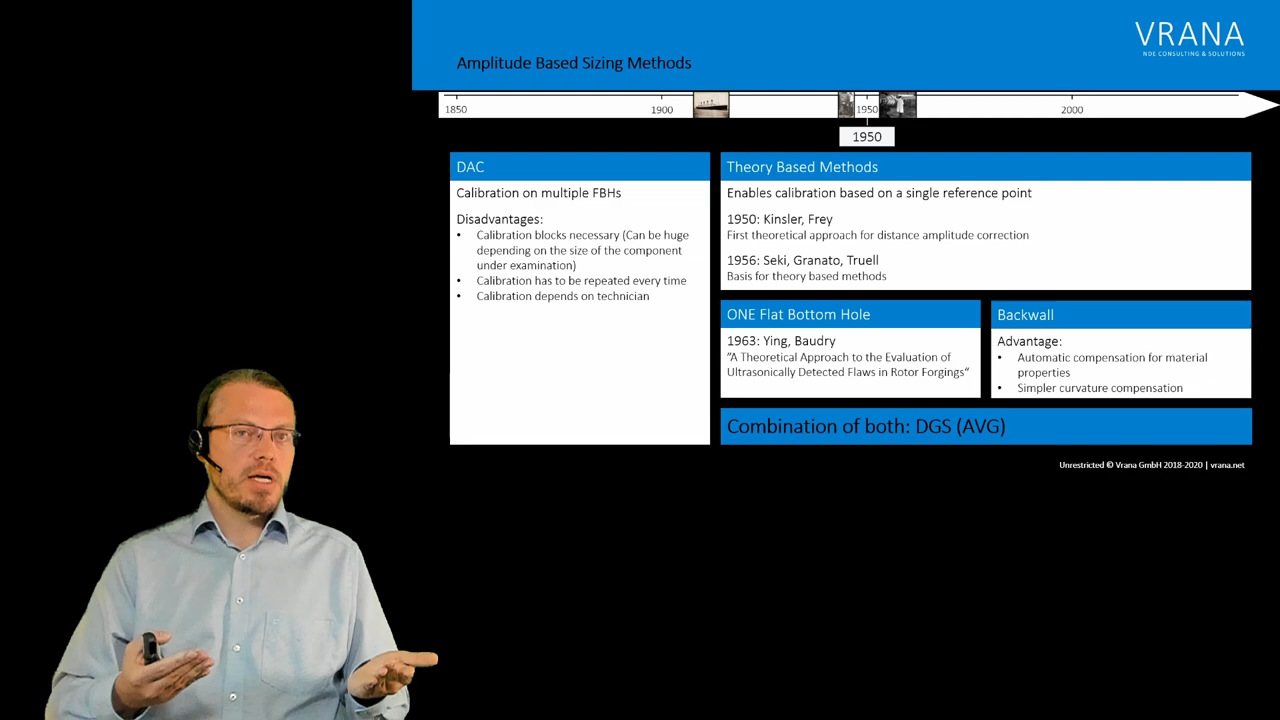 VRANA
NDE CONSULTING & SOLUTIONS
Amplitude Based Sizing Methods
1850
1900
1950
2000
1950
DAC
Calibration on multiple FBHs
Disadvantages:
• Calibration blocks necessary (Can be huge
depending on the size of the component
under examination)
• Calibration has to be repeated every time
• Calibration depends on technician
Theory Based Methods
Enables calibration based on a single reference point
1950: Kinsler, Frey
First theoretical approach for distance amplitude correction
1956: Seki, Granato, Truell
Basis for theory based methods
ONE Flat Bottom Hole
1963: Ying, Baudry
”A Theoretical Approach to the Evaluation of
Ultrasonically Detected Flaws in Rotor Forgings“
Backwall
Advantage:
• Automatic compensation for material
properties
• Simpler curvature compensation
Combination of both: DGS (AVG)
Unrestricted © Vrana GmbH 2018-2020 | vrana.net